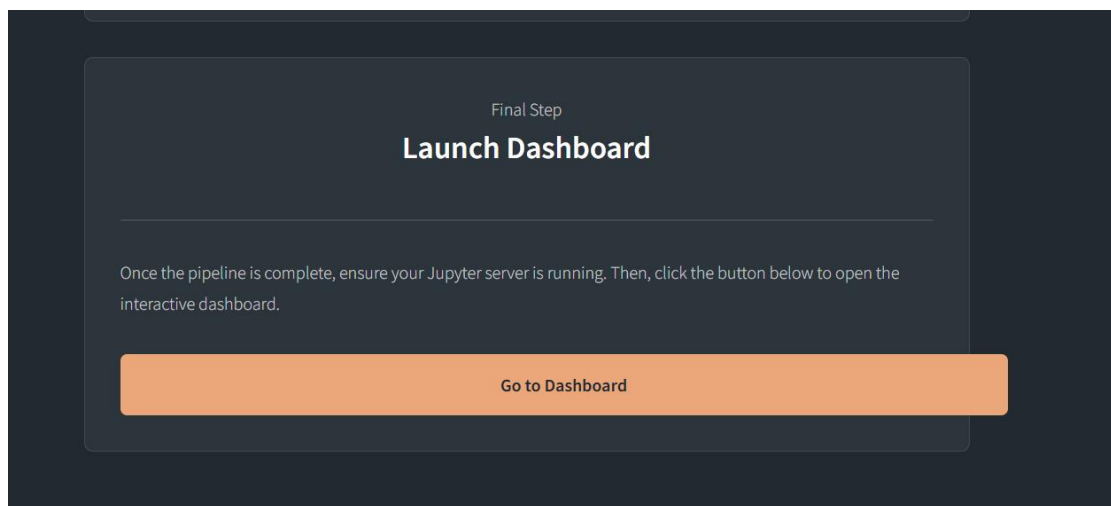 Final Step
Launch Dashboard
Once the pipeline is complete, ensure your Jupyter server is running. Then, click the button below to open the
interactive dashboard.
Go to Dashboard